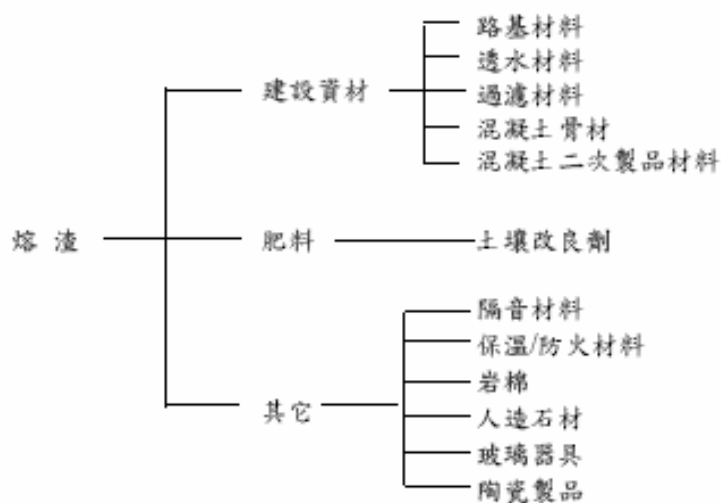 熔渣
建設資材
路基材料
透水材料
過濾材料
混凝土骨材
混凝土二次製品材料
肥料
土壤改良劑
其它
隔音材料
保溫/防火材料
岩棉
人造石材
玻璃器具
陶瓷製品